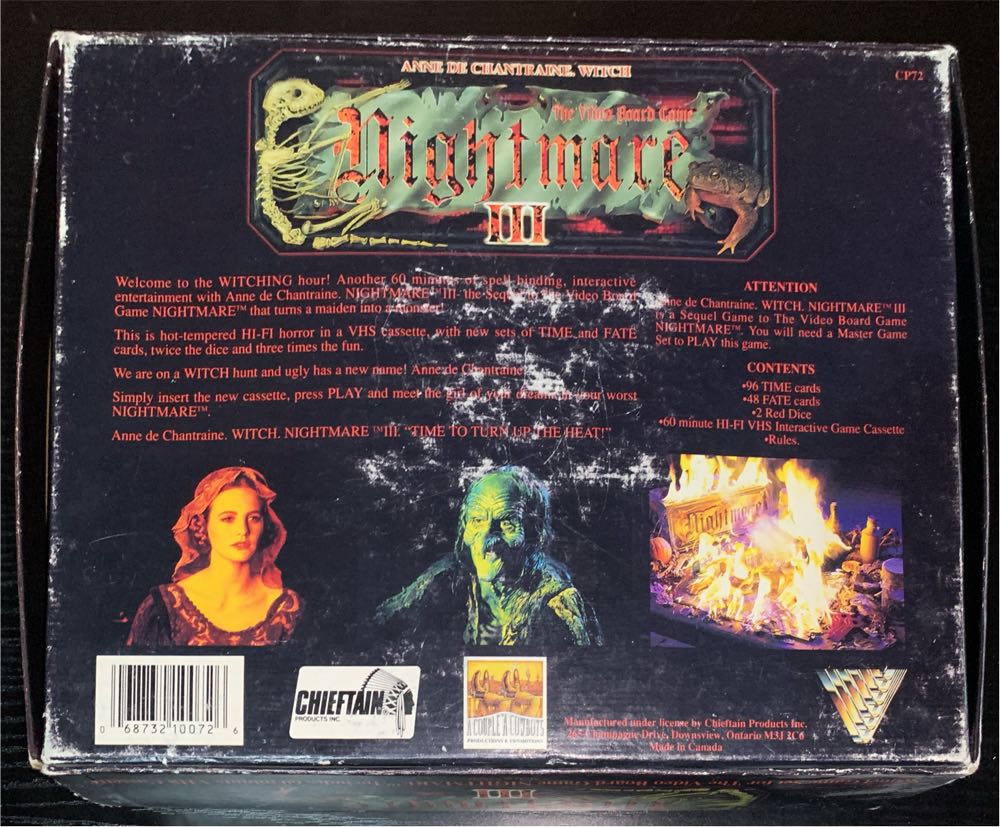 ANNE DE CHANTRAINE, WITCH
CP72
The Video Board Game
Nightmare
III
Welcome to the WITCHING hour! Another 60 minutes of spell binding, interactive
entertainment with Anne de Chantraine. NIGHTMARE™ III- the Sequel to The Video Board
Game NIGHTMARE™ that turns a maiden into a monster!
This is hot-tempered HI-FI horror in a VHS cassette, with new sets of TIME and FATE
cards, twice the dice and three times the fun.
We are on a WITCH hunt and ugly has a new name! Anne de Chantraine
Simply insert the new cassette, press PLAY and meet the girl of your dreams in your worst
NIGHTMARE™.
Anne de Chantraine. WITCH. NIGHTMARE ™III. "TIME TO TURN UP THE HEAT!"
ATTENTION
Anne de Chantraine. WITCH. NIGHTMARE™ III
is a Sequel Game to The Video Board Game
NIGHTMARE™. You will need a Master Game
Set to PLAY this game.
CONTENTS
•96 TIME cards
•48 FATE cards
•2 Red Dice
•60 minute HI-FI VHS Interactive Game Cassette
•Rules.
Nightmare
0 68732 10072 6
CHIEFTAIN
PRODUCTS INC.
A COUPLE 'A COWBOYS
PRODUCTIONS & PROMOTIONS
Manufactured under license by Chieftain Products Inc.
265 Champagne Drive, Downsview, Ontario M3J 2C6
Made in Canada
III